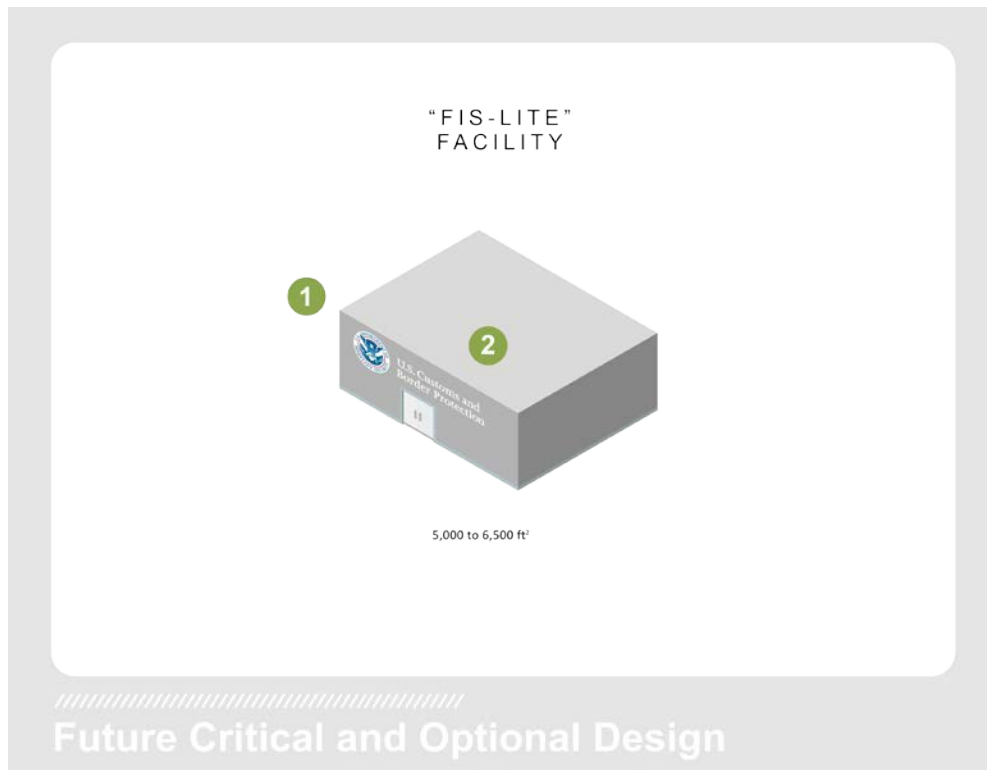 “FIS-LITE”
FACILITY
1
2
U.S. Customs and
Border Protection
5,000 to 6,500 ft²
Future Critical and Optional Design